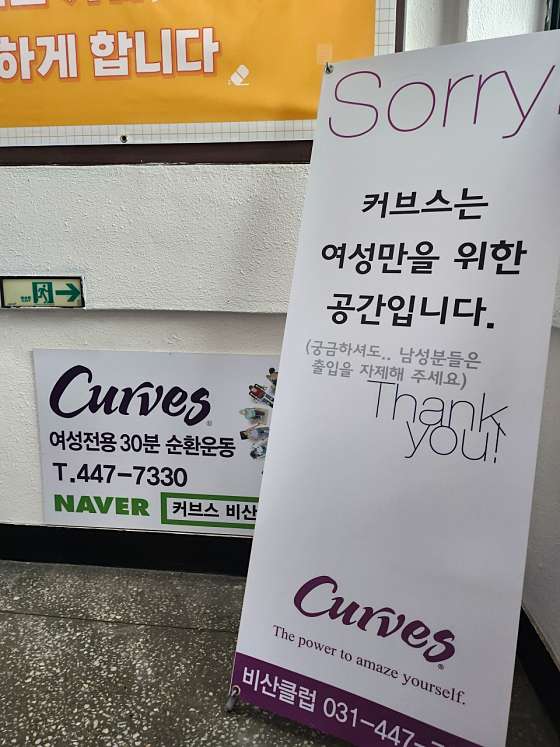 하게 합니다
Sorry
커브스는
여성만을 위한
공간입니다.
(궁금하셔도.. 남성분들은
출입을 자제해 주세요)
Thank
you!
Curves
The power to amaze yourself.
비산클럽 031-447-
Curves
여성전용 30분 순환운동
T.447-7330
NAVER 커브스 비산